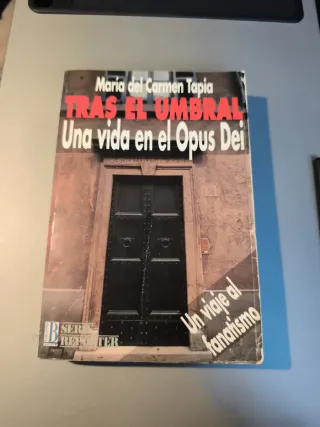 María del Carmen Tapia
TRAS EL UMBRAL
Una vida en el Opus Dei
Un viaje al
fanatismo
B SERIE
REPORTER